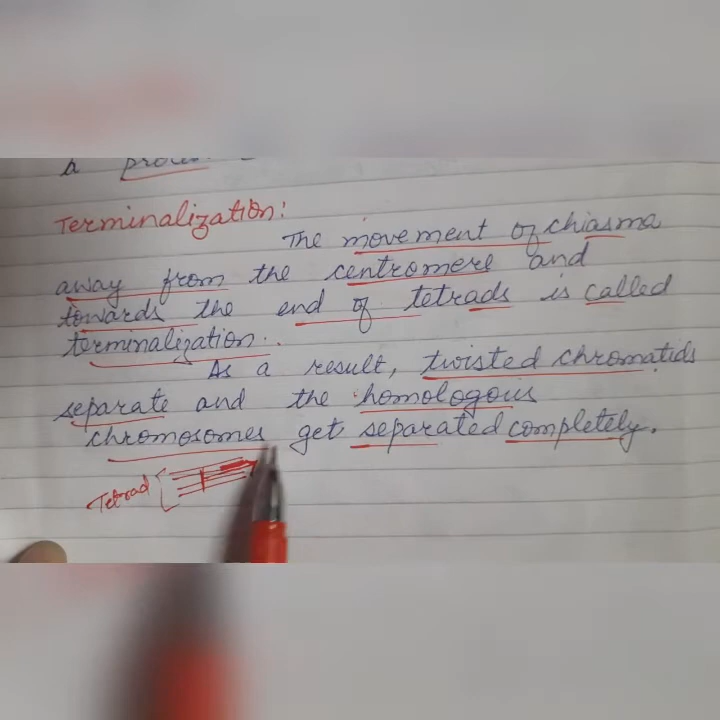 a
Terminalization:
The movement of chiasma
away from the centromere and
towards the end of tetrads is called
terminalization.
As a result, twisted chromatids
separate and the homologous
chromosomes get separated completely.
Tetrad